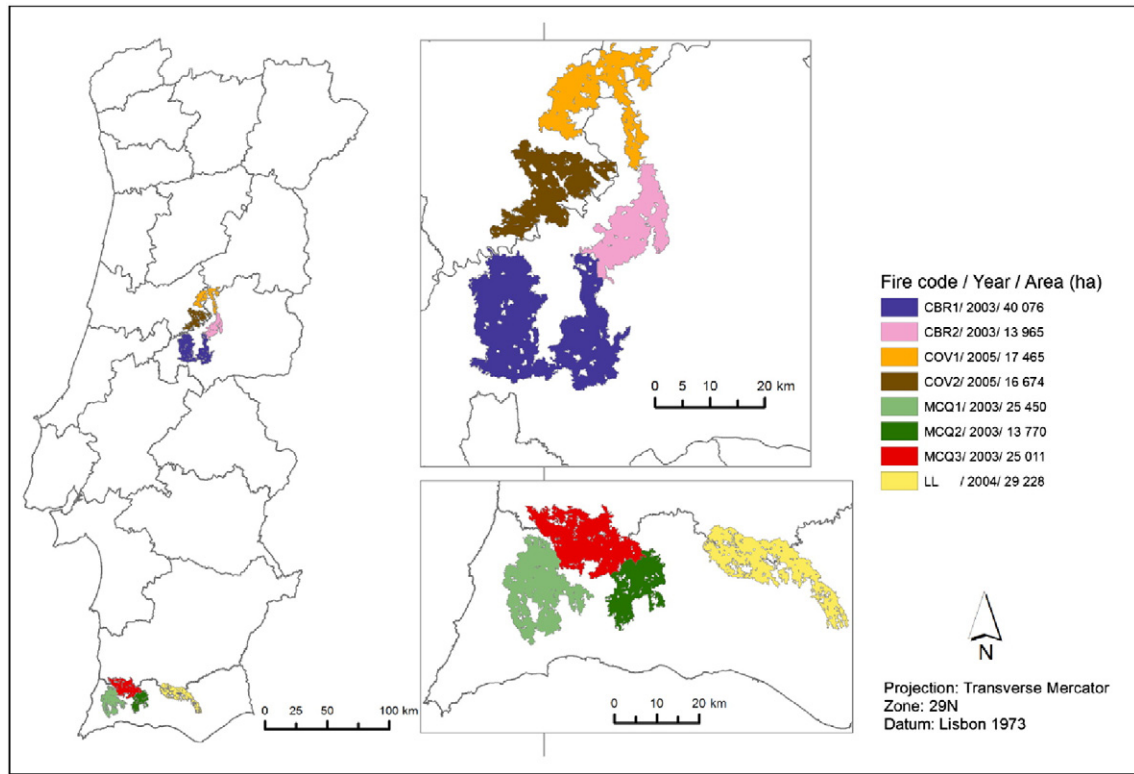 Fire code / Year / Area (ha)
CBR1/ 2003/ 40 076
CBR2/ 2003/ 13 965
COV1/ 2005/ 17 465
COV2/ 2005/ 16 674
MCQ1/ 2003/ 25 450
MCQ2/ 2003/ 13 770
MCQ3/ 2003/ 25 011
LL / 2004/ 29 228
0 5 10 20 km
0 25 50 100 km
0 5 10 20 km
N
Projection: Transverse Mercator
Zone: 29N
Datum: Lisbon 1973